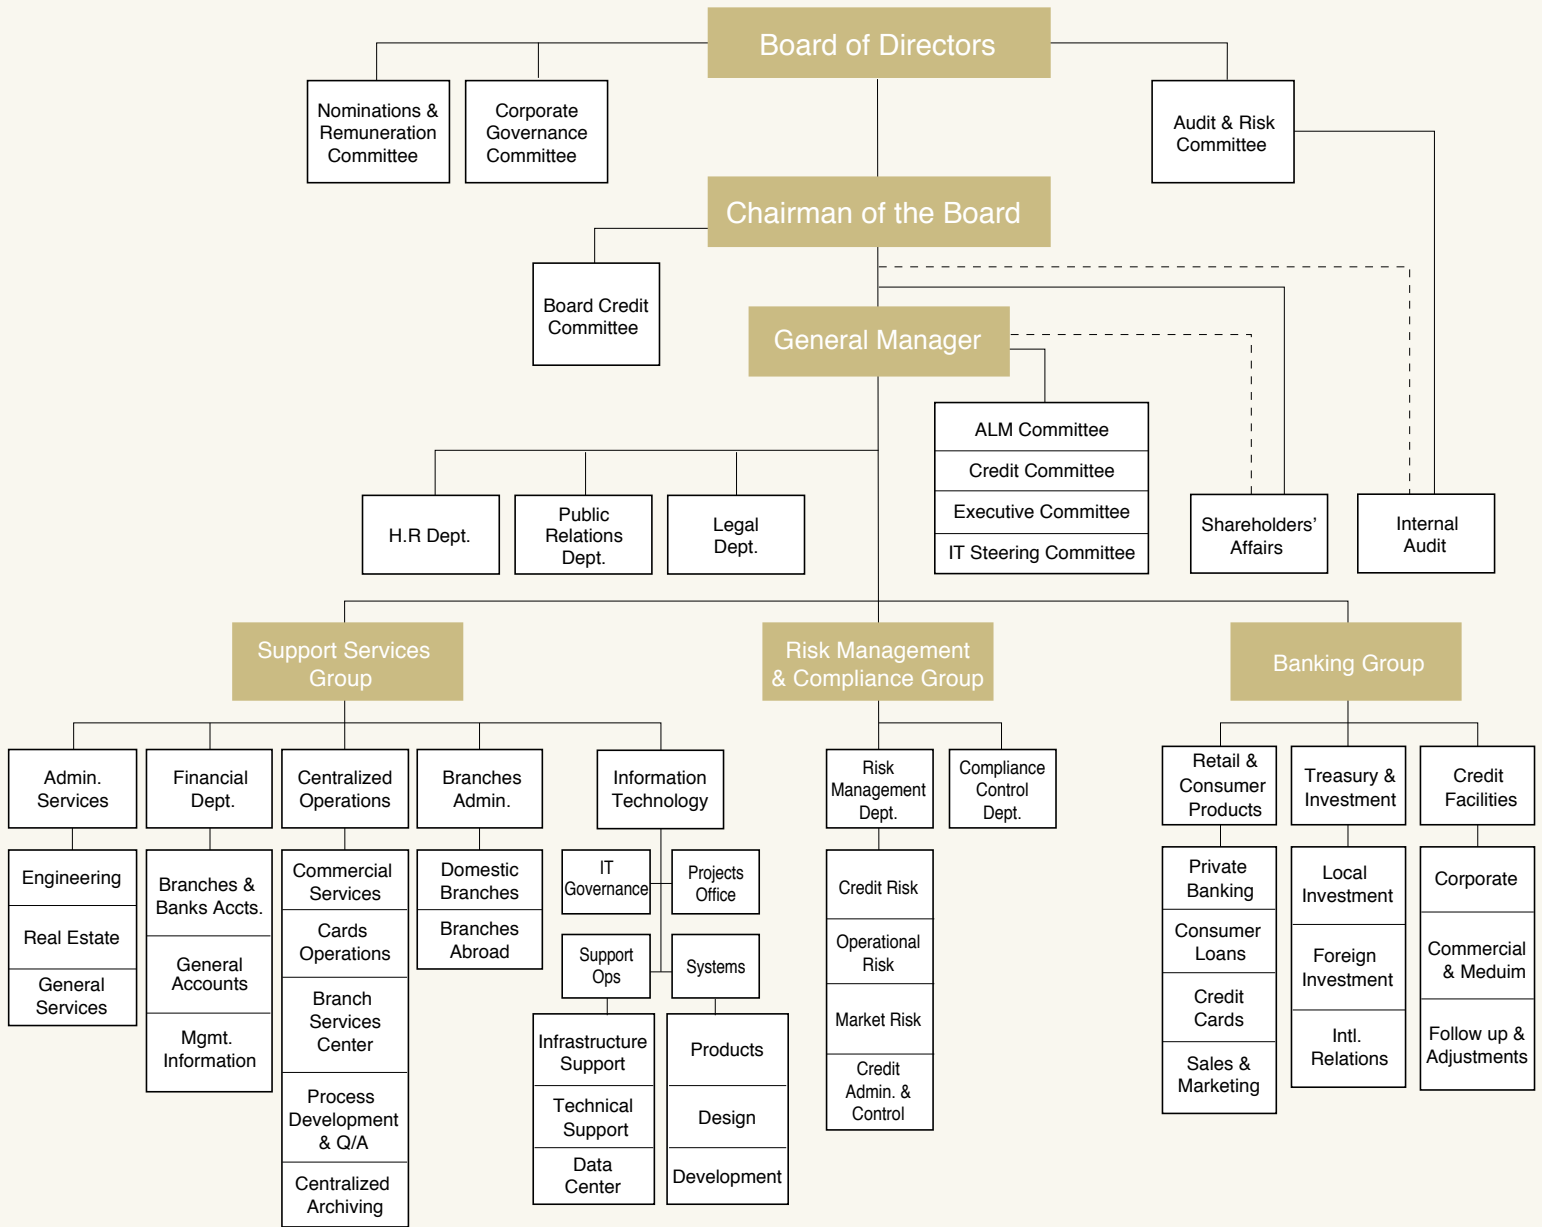 Board of Directors
Nominations &
Remuneration
Committee
Corporate
Governance
Committee
Audit & Risk
Committee
Chairman of the Board
Board Credit
Committee
General Manager
ALM Committee
Credit Committee
Executive Committee
IT Steering Committee
H.R Dept.
Public
Relations
Dept.
Legal
Dept.
Shareholders’
Affairs
Internal
Audit
Support Services
Group
Risk Management
& Compliance Group
Banking Group
Admin.
Services
Financial
Dept.
Centralized
Operations
Branches
Admin.
Information
Technology
Risk
Management
Dept.
Compliance
Control
Dept.
Retail &
Consumer
Products
Treasury &
Investment
Credit
Facilities
Engineering
Real Estate
General
Services
Branches &
Banks Accts.
General
Accounts
Mgmt.
Information
Commercial
Services
Cards
Operations
Branch
Services
Center
Process
Development
& Q/A
Centralized
Archiving
Domestic
Branches
Branches
Abroad
IT
Governance
Projects
Office
Support
Ops
Systems
Infrastructure
Support
Technical
Support
Data
Center
Products
Design
Development
Credit Risk
Operational
Risk
Market Risk
Credit
Admin. &
Control
Private
Banking
Consumer
Loans
Credit
Cards
Sales &
Marketing
Local
Investment
Foreign
Investment
Intl.
Relations
Corporate
Commercial
& Meduim
Follow up &
Adjustments